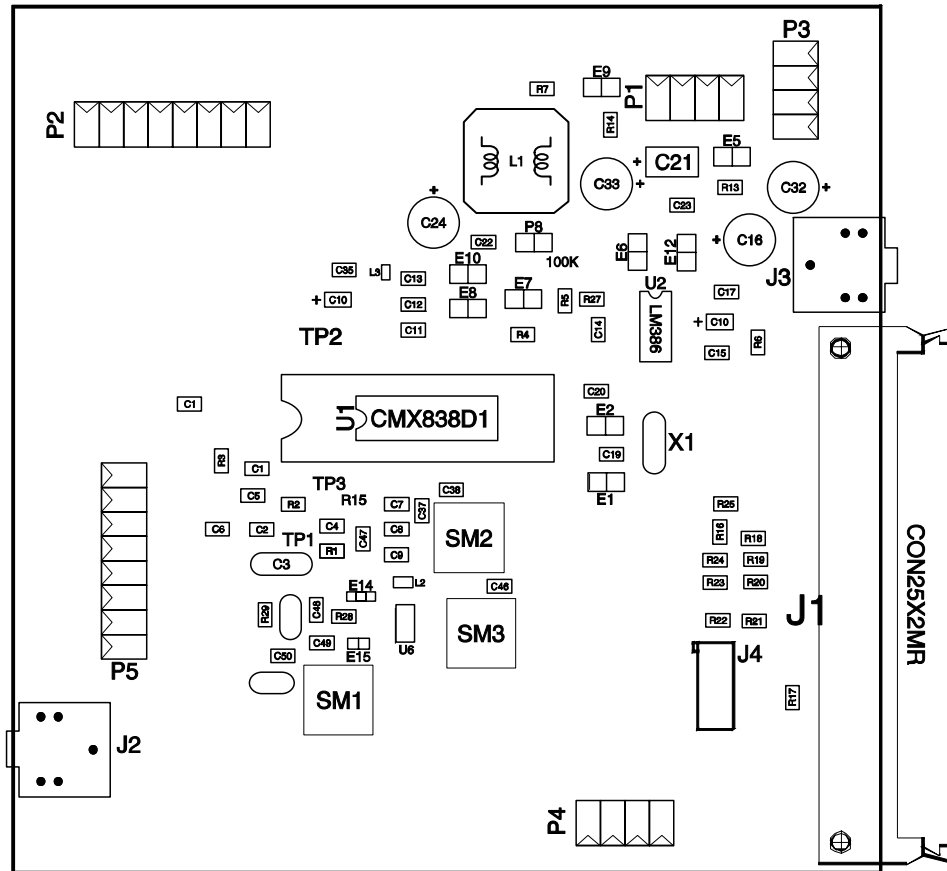 P3
E9
R7
P1
P2
R14
E5
L1
+
C21
C33
+
R13
C32
+
+
C24
C23
P8
C22
+
C16
E6
E12
100K
E10
J3
C35
L3
C13
U2
E8
E7
R5
R27
C17
+
C10
C12
LM386
+
C10
TP2
C11
R4
C14
R6
C15
C20
C1
U1
CMX838D1
E2
X1
R3
C1
C19
TP3
E1
C5
C38
R2
R15
C7
C37
R25
C6
C2
C4
C8
R16
TP1
C47
SM2
R18
CON25X2MR
R1
C9
C3
R24
R19
E14
L2
C46
R23
R20
R29
C48
R28
J1
C49
SM3
R22
R21
U6
C50
E15
J4
P5
SM1
R17
J2
P4